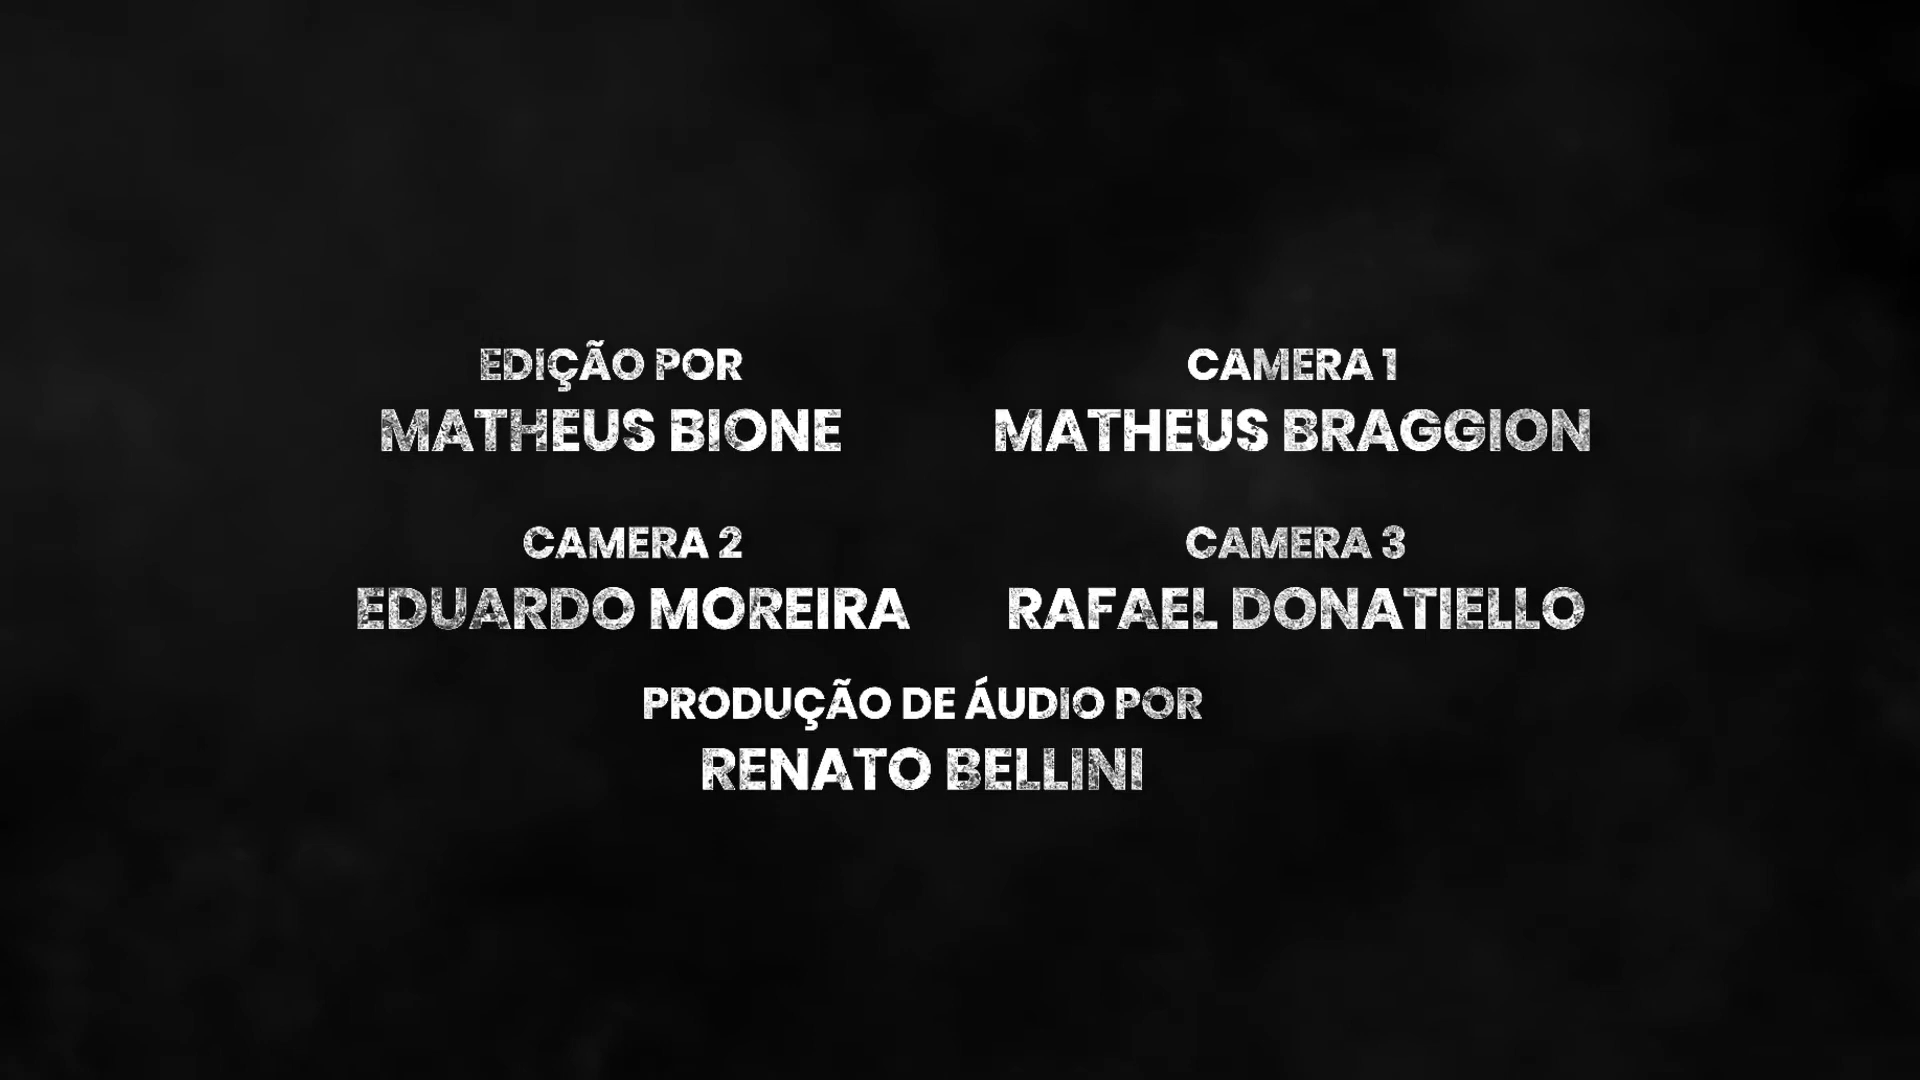 EDIÇÃO POR
MATHEUS BIONE
CAMERA 1
MATHEUS BRAGGION
CAMERA 2
EDUARDO MOREIRA
CAMERA 3
RAFAEL DONATIELLO
PRODUÇÃO DE ÁUDIO POR
RENATO BELLINI